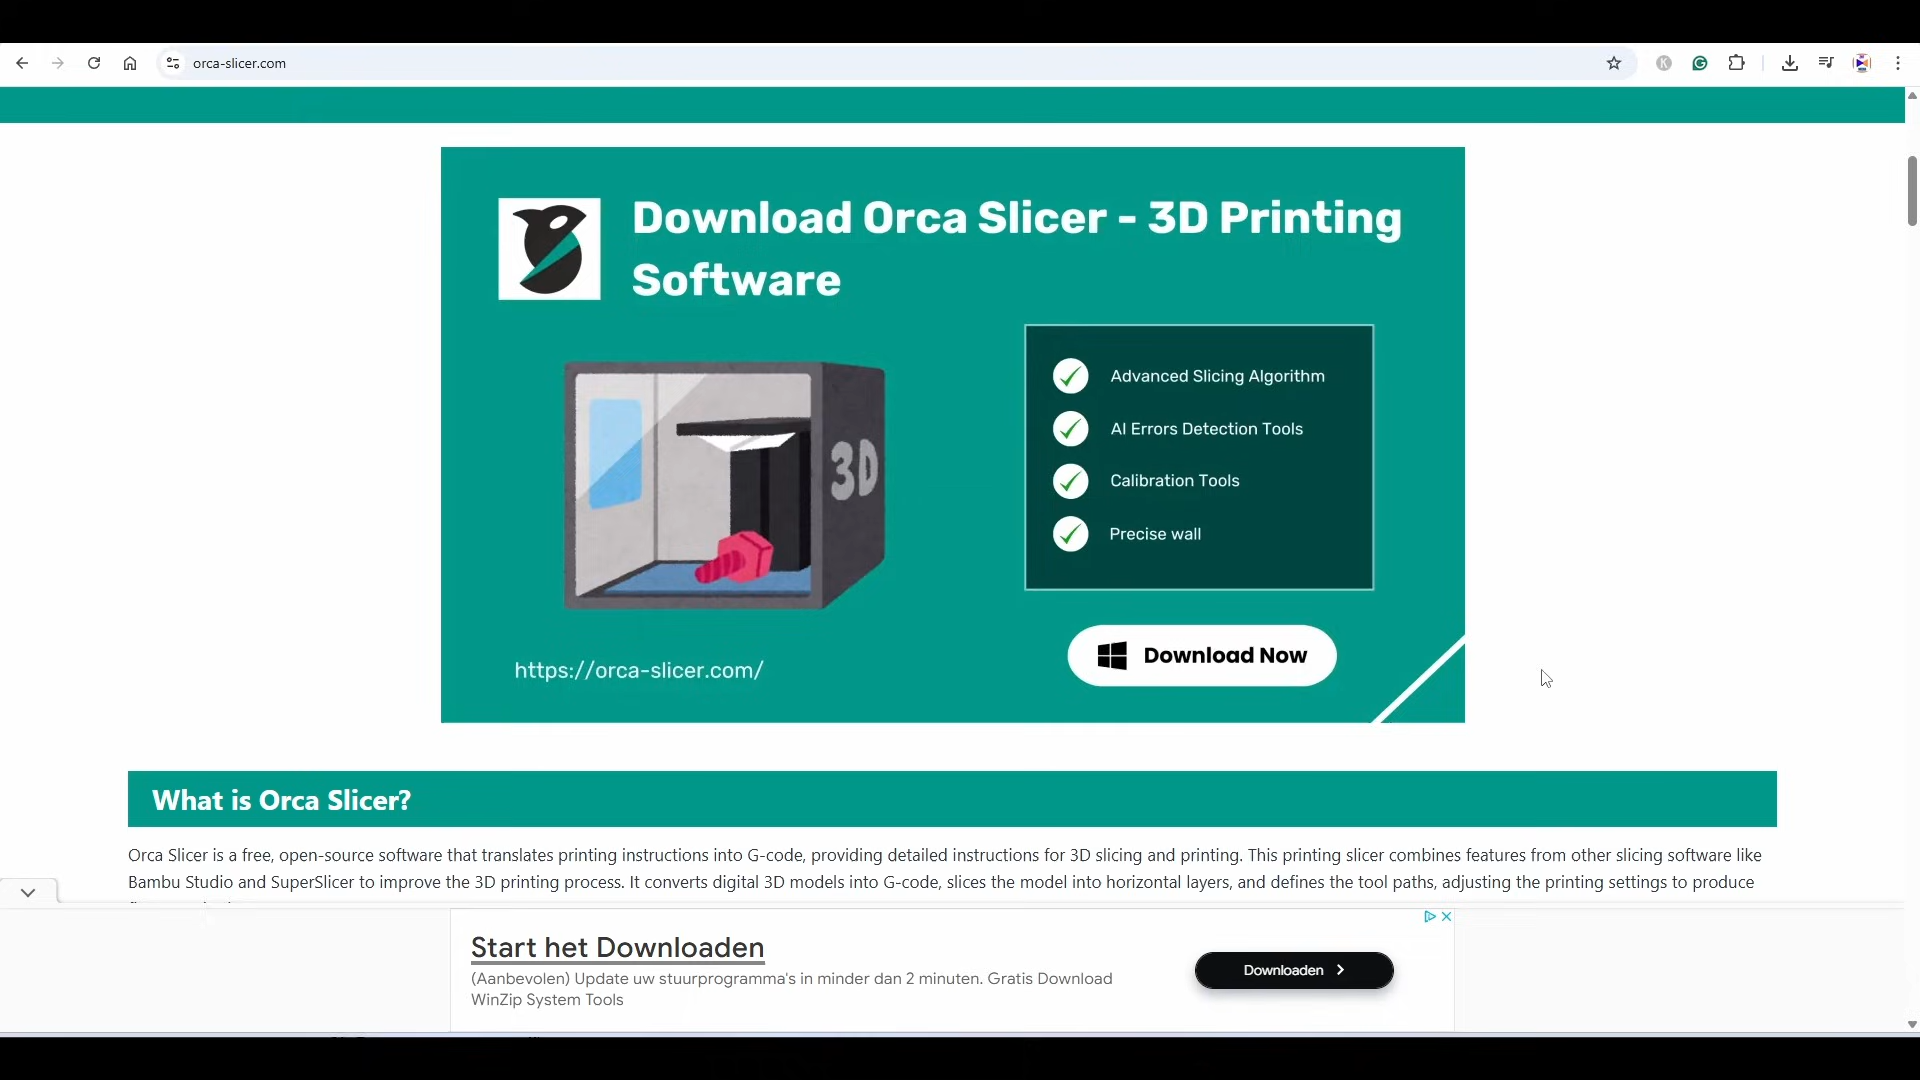 orca-slicer.com
Download Orca Slicer - 3D Printing
Software
Advanced Slicing Algorithm
AI Errors Detection Tools
Calibration Tools
Precise wall
3D
Download Now
https://orca-slicer.com/
What is Orca Slicer?
Orca Slicer is a free, open-source software that translates printing instructions into G-code, providing detailed instructions for 3D slicing and printing. This printing slicer combines features from other slicing software like
Bambu Studio and SuperSlicer to improve the 3D printing process. It converts digital 3D models into G-code, slices the model into horizontal layers, and defines the tool paths, adjusting the printing settings to produce
Start het Downloaden
(Aanbevolen) Update uw stuurprogramma's in minder dan 2 minuten. Gratis Download
WinZip System Tools
Downloaden